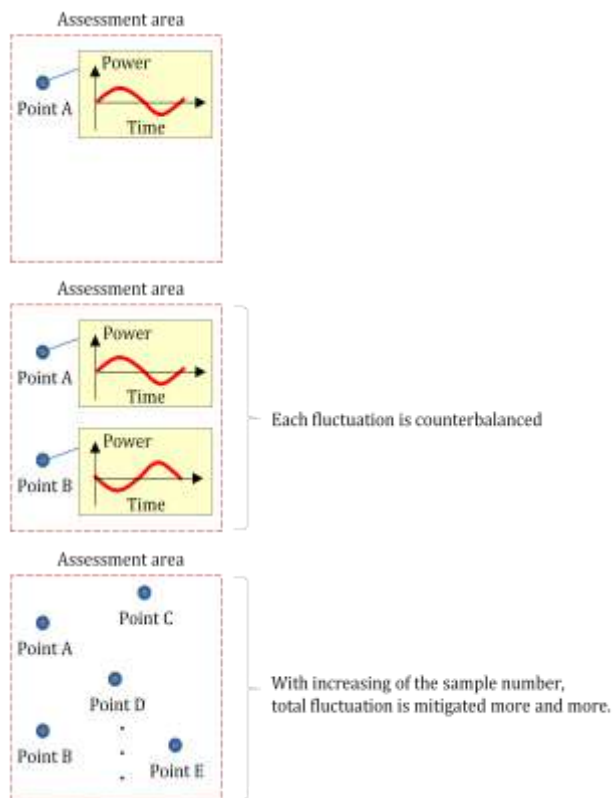 Assessment area
Power
Point A
Time
Assessment area
Power
Point A
Time
Each fluctuation is counterbalanced
Power
Point B
Time
Assessment area
Point C
Point A
With increasing of the sample number,
total fluctuation is mitigated more and more.
Point D
Point B
Point E